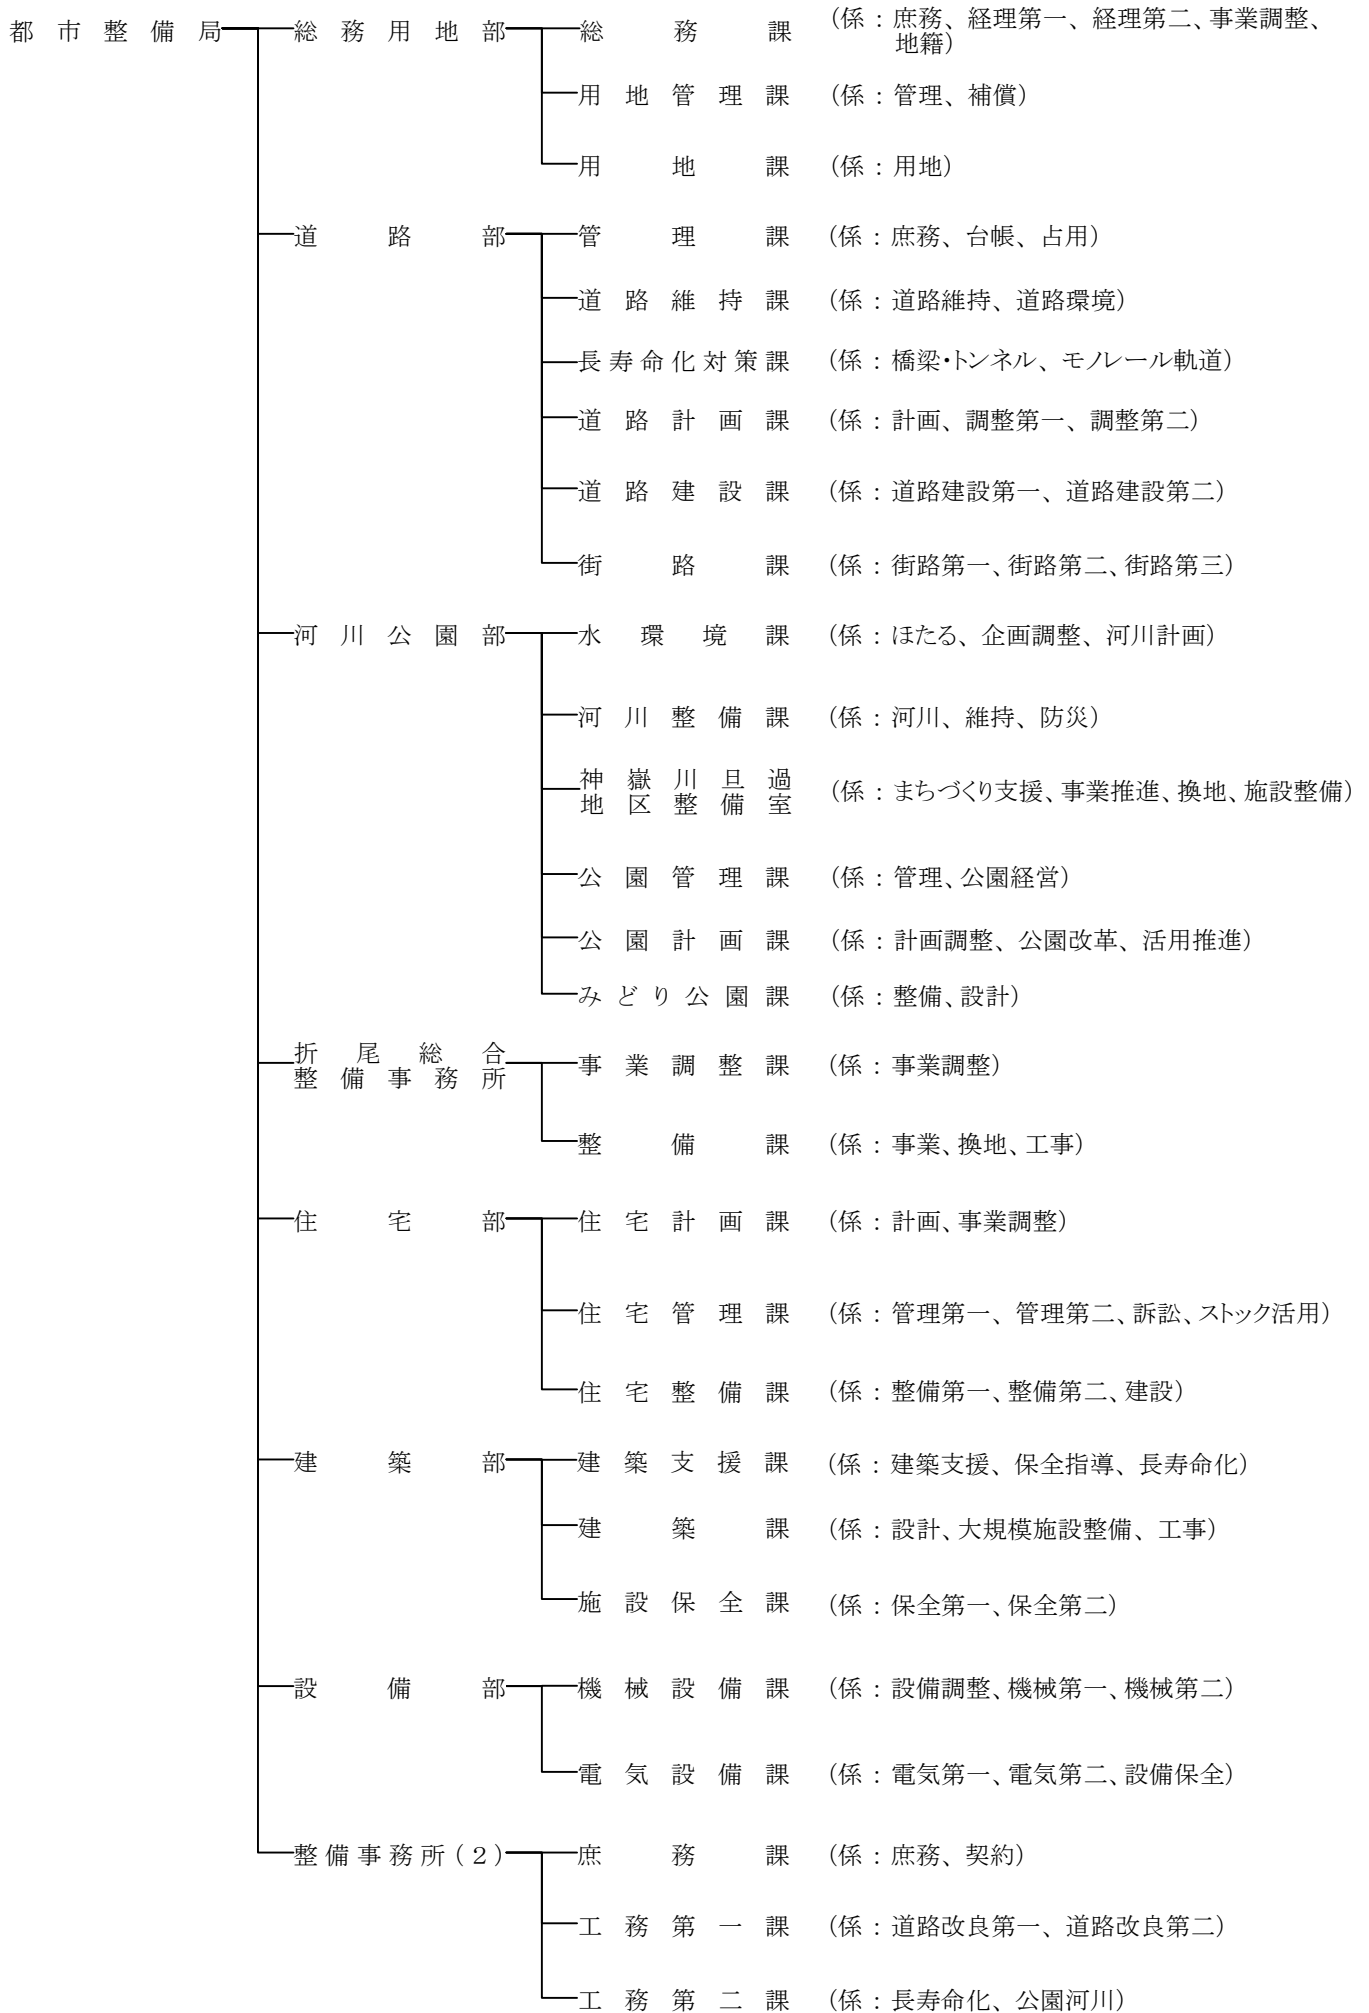 都市整備局 総務用地部 総務課 (係：庶務、経理第一、経理第二、事業調整、
地籍)
用地管理課 (係：管理、補償)
用地課 (係：用地)
道路部 管理課 (係：庶務、台帳、占用)
道路維持課 (係：道路維持、道路環境)
長寿命化対策課 (係：橋梁・トンネル、モノレール軌道)
道路計画課 (係：計画、調整第一、調整第二)
道路建設課 (係：道路建設第一、道路建設第二)
街路課 (係：街路第一、街路第二、街路第三)
河川公園部 水環境課 (係：ほたる、企画調整、河川計画)
河川整備課 (係：河川、維持、防災)
神嶽川旦過
地区整備室 (係：まちづくり支援、事業推進、換地、施設整備)
公園管理課 (係：管理、公園経営)
公園計画課 (係：計画調整、公園改革、活用推進)
みどり公園課 (係：整備、設計)
折尾総合
整備事務所 事業調整課 (係：事業調整)
整備課 (係：事業、換地、工事)
住宅部 住宅計画課 (係：計画、事業調整)
住宅管理課 (係：管理第一、管理第二、訴訟、ストック活用)
住宅整備課 (係：整備第一、整備第二、建設)
建築部 建築支援課 (係：建築支援、保全指導、長寿命化)
建築課 (係：設計、大規模施設整備、工事)
施設保全課 (係：保全第一、保全第二)
設備部 機械設備課 (係：設備調整、機械第一、機械第二)
電気設備課 (係：電気第一、電気第二、設備保全)
整備事務所(2) 庶務課 (係：庶務、契約)
工務第一課 (係：道路改良第一、道路改良第二)
工務第二課 (係：長寿命化、公園河川)